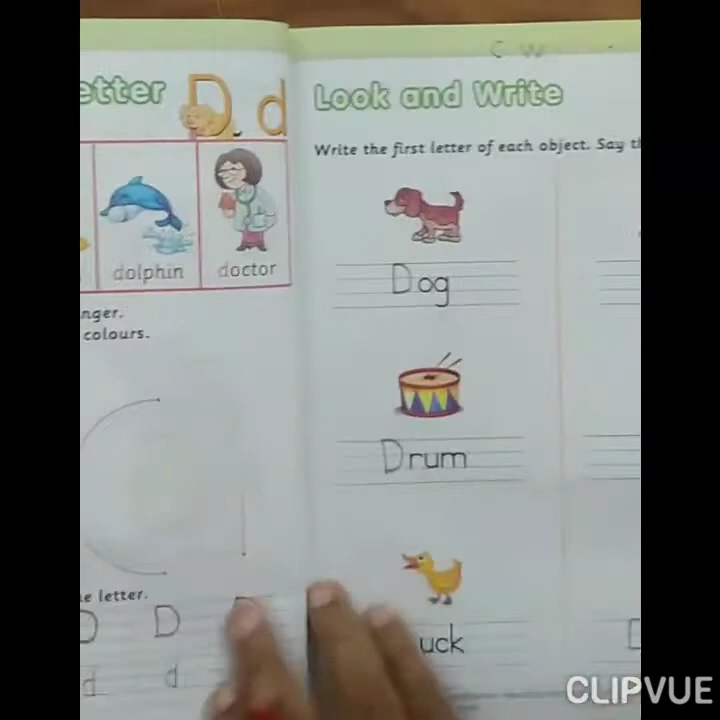 etter D d
dolphin doctor
nger.
colours.
e letter.
D D
d d
C W
Look and Write
Write the first letter of each object. Say th
Dog
Drum
uck
D
CLIPVUE